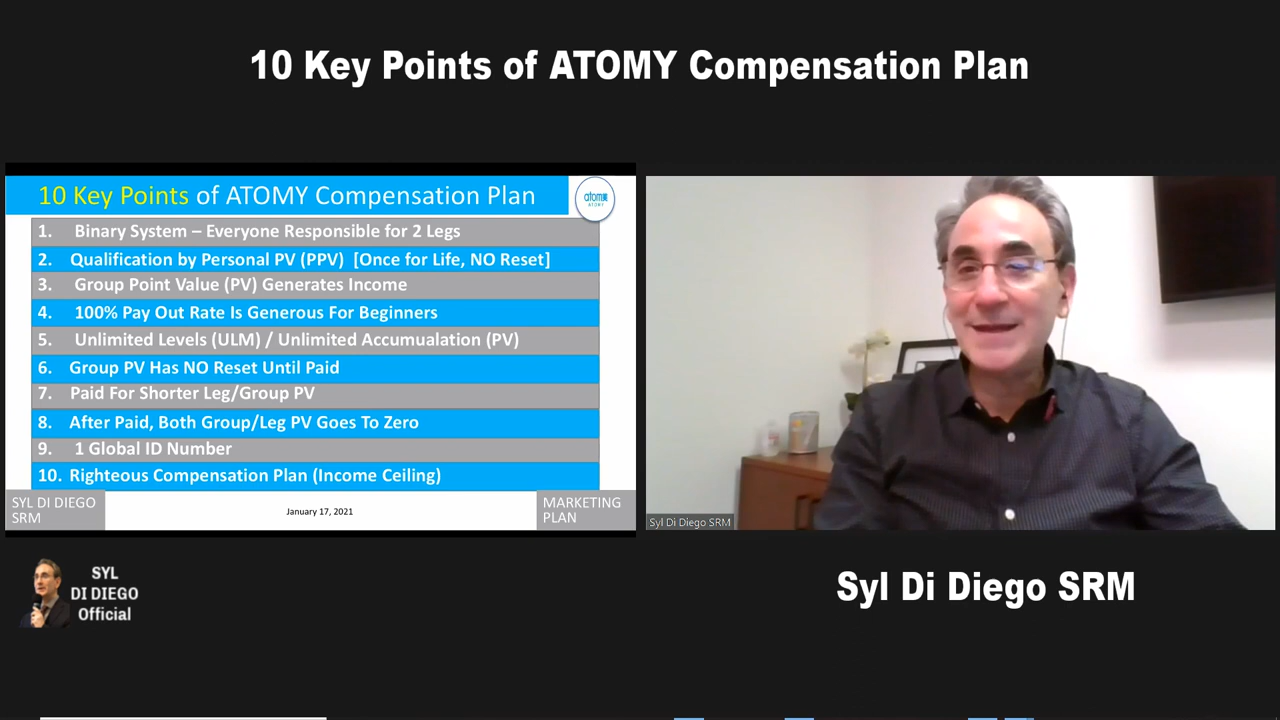 10 Key Points of ATOMY Compensation Plan
10 Key Points of ATOMY Compensation Plan
atomy
ATOMY
1. Binary System – Everyone Responsible for 2 Legs
2. Qualification by Personal PV (PPV) [Once for Life, NO Reset]
3. Group Point Value (PV) Generates Income
4. 100% Pay Out Rate Is Generous For Beginners
5. Unlimited Levels (ULM) / Unlimited Accumualation (PV)
6. Group PV Has NO Reset Until Paid
7. Paid For Shorter Leg/Group PV
8. After Paid, Both Group/Leg PV Goes To Zero
9. 1 Global ID Number
10. Righteous Compensation Plan (Income Ceiling)
SYL DI DIEGO
SRM
January 17, 2021
MARKETING
PLAN
Syl Di Diego SRM
SYL
DI DIEGO
Official
Syl Di Diego SRM